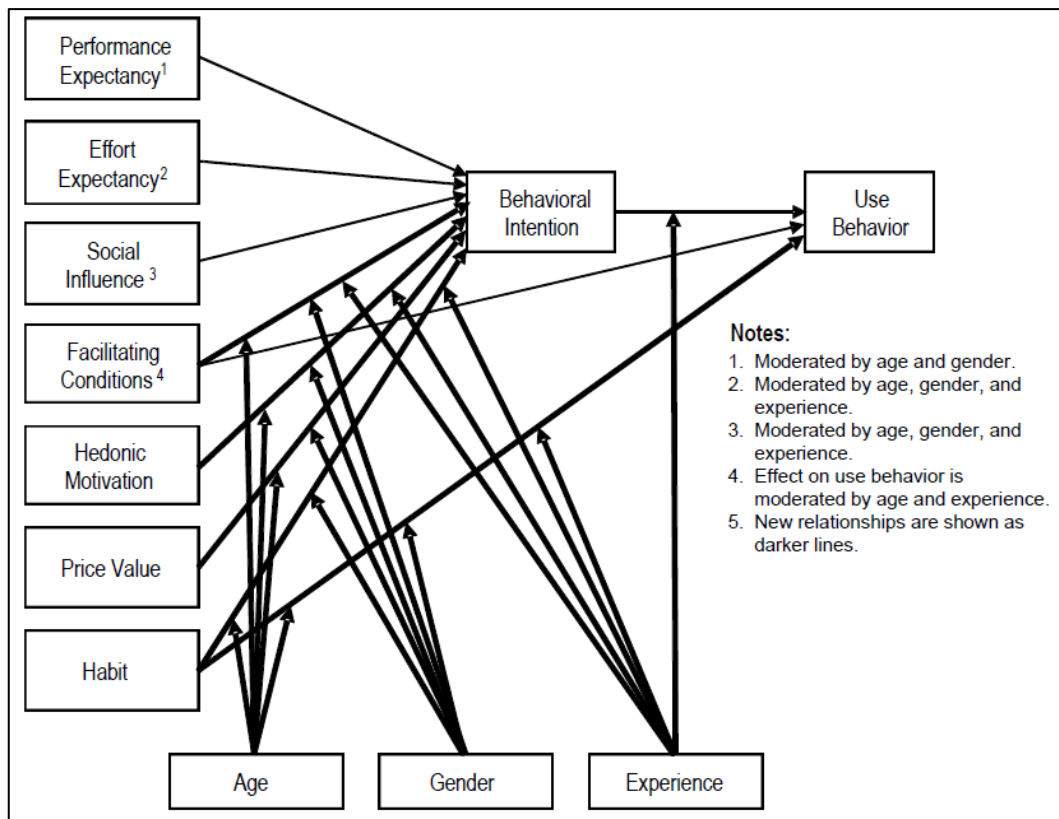 Performance
Expectancy1
Effort
Expectancy2
Social
Influence 3
Facilitating
Conditions 4
Hedonic
Motivation
Price Value
Habit
Behavioral
Intention
Use
Behavior
Notes:
1. Moderated by age and gender.
2. Moderated by age, gender, and
experience.
3. Moderated by age, gender, and
experience.
4. Effect on use behavior is
moderated by age and experience.
5. New relationships are shown as
darker lines.
Age
Gender
Experience